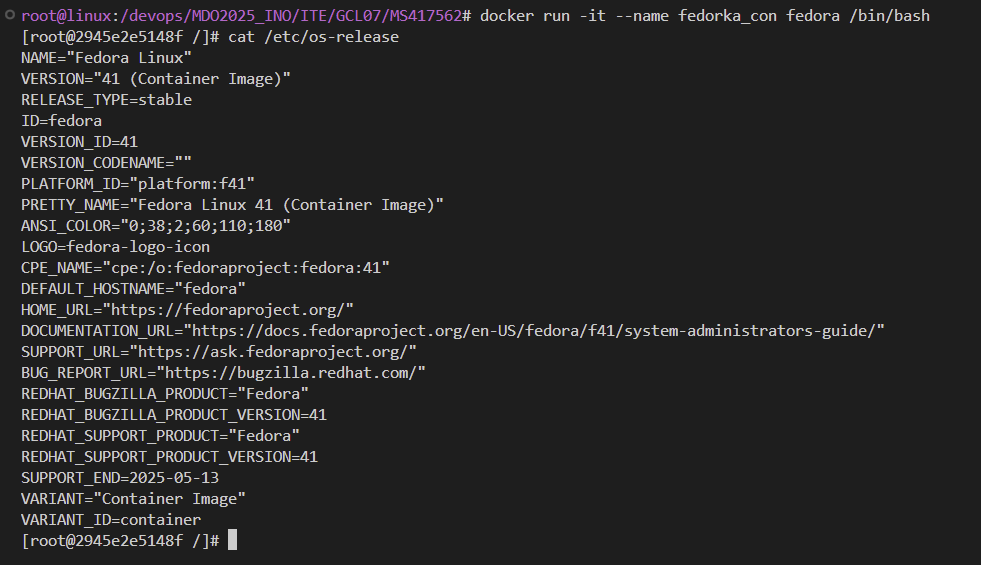 root@linux:/devops/MDO2025_INO/ITE/GCL07/MS417562# docker run -it --name fedorka_con fedora /bin/bash
[root@2945e2e5148f /]# cat /etc/os-release
NAME="Fedora Linux"
VERSION="41 (Container Image)"
RELEASE_TYPE=stable
ID=fedora
VERSION_ID=41
VERSION_CODENAME=""
PLATFORM_ID="platform:f41"
PRETTY_NAME="Fedora Linux 41 (Container Image)"
ANSI_COLOR="0;38;2;60;110;180"
LOGO=fedora-logo-icon
CPE_NAME="cpe:/o:fedoraproject:fedora:41"
DEFAULT_HOSTNAME="fedora"
HOME_URL="https://fedoraproject.org/"
DOCUMENTATION_URL="https://docs.fedoraproject.org/en-US/fedora/f41/system-administrators-guide/"
SUPPORT_URL="https://ask.fedoraproject.org/"
BUG_REPORT_URL="https://bugzilla.redhat.com/"
REDHAT_BUGZILLA_PRODUCT="Fedora"
REDHAT_BUGZILLA_PRODUCT_VERSION=41
REDHAT_SUPPORT_PRODUCT="Fedora"
REDHAT_SUPPORT_PRODUCT_VERSION=41
SUPPORT_END=2025-05-13
VARIANT="Container Image"
VARIANT_ID=container
[root@2945e2e5148f /]#